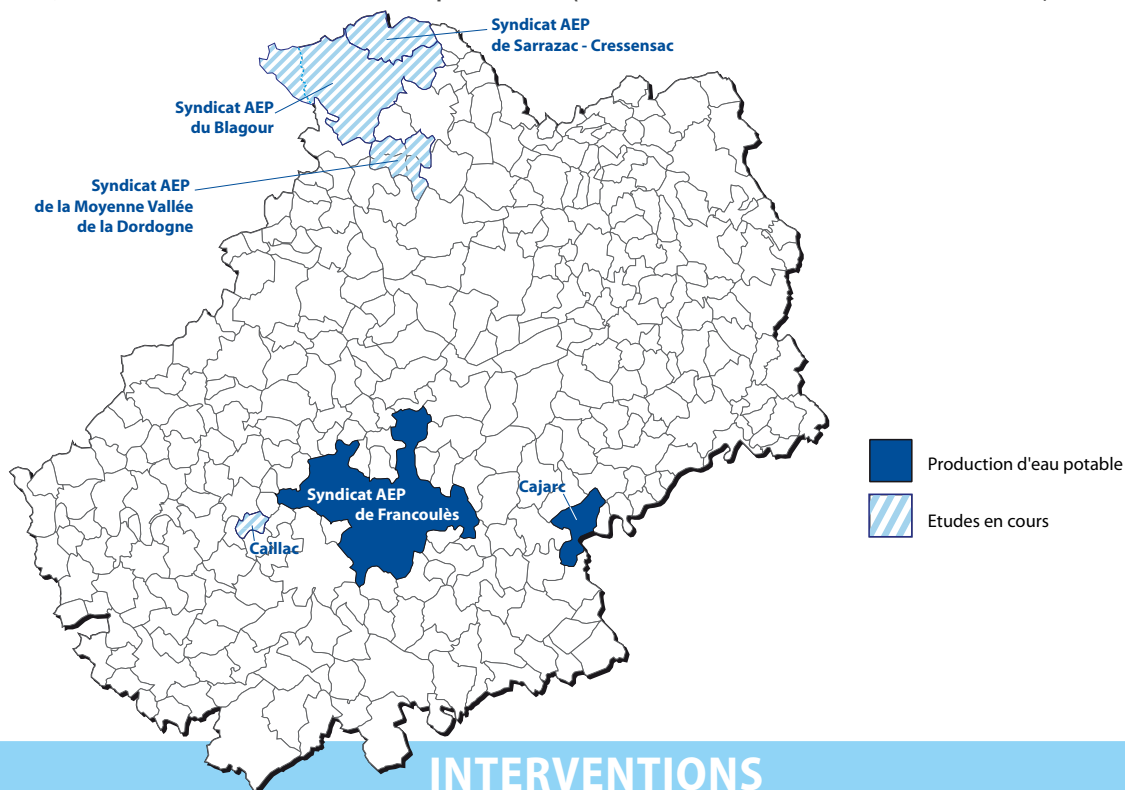 Syndicat AEP
de Sarrazac - Cressensac
Syndicat AEP
du Blagour
Syndicat AEP
de la Moyenne Vallée
de la Dordogne
Syndicat AEP
de Francoulès
Cajarc
Caillac
Production d'eau potable
Etudes en cours
INTERVENTIONS